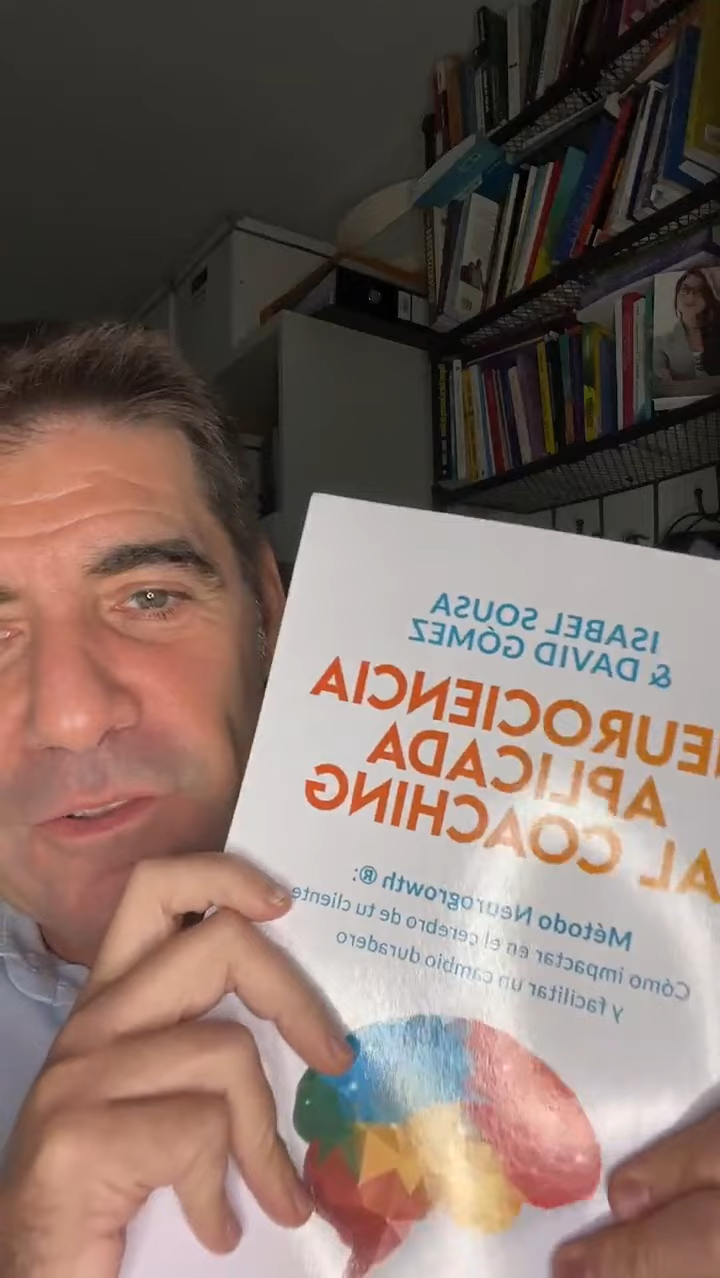 ISABEL SOUSA
& DAVID GÓMEZ
NEUROCIENCIA
APLICADA
AL COACHING
Método Neurogrowth ®:
Cómo impactar en el cerebro de tu cliente
y facilitar un cambio duradero